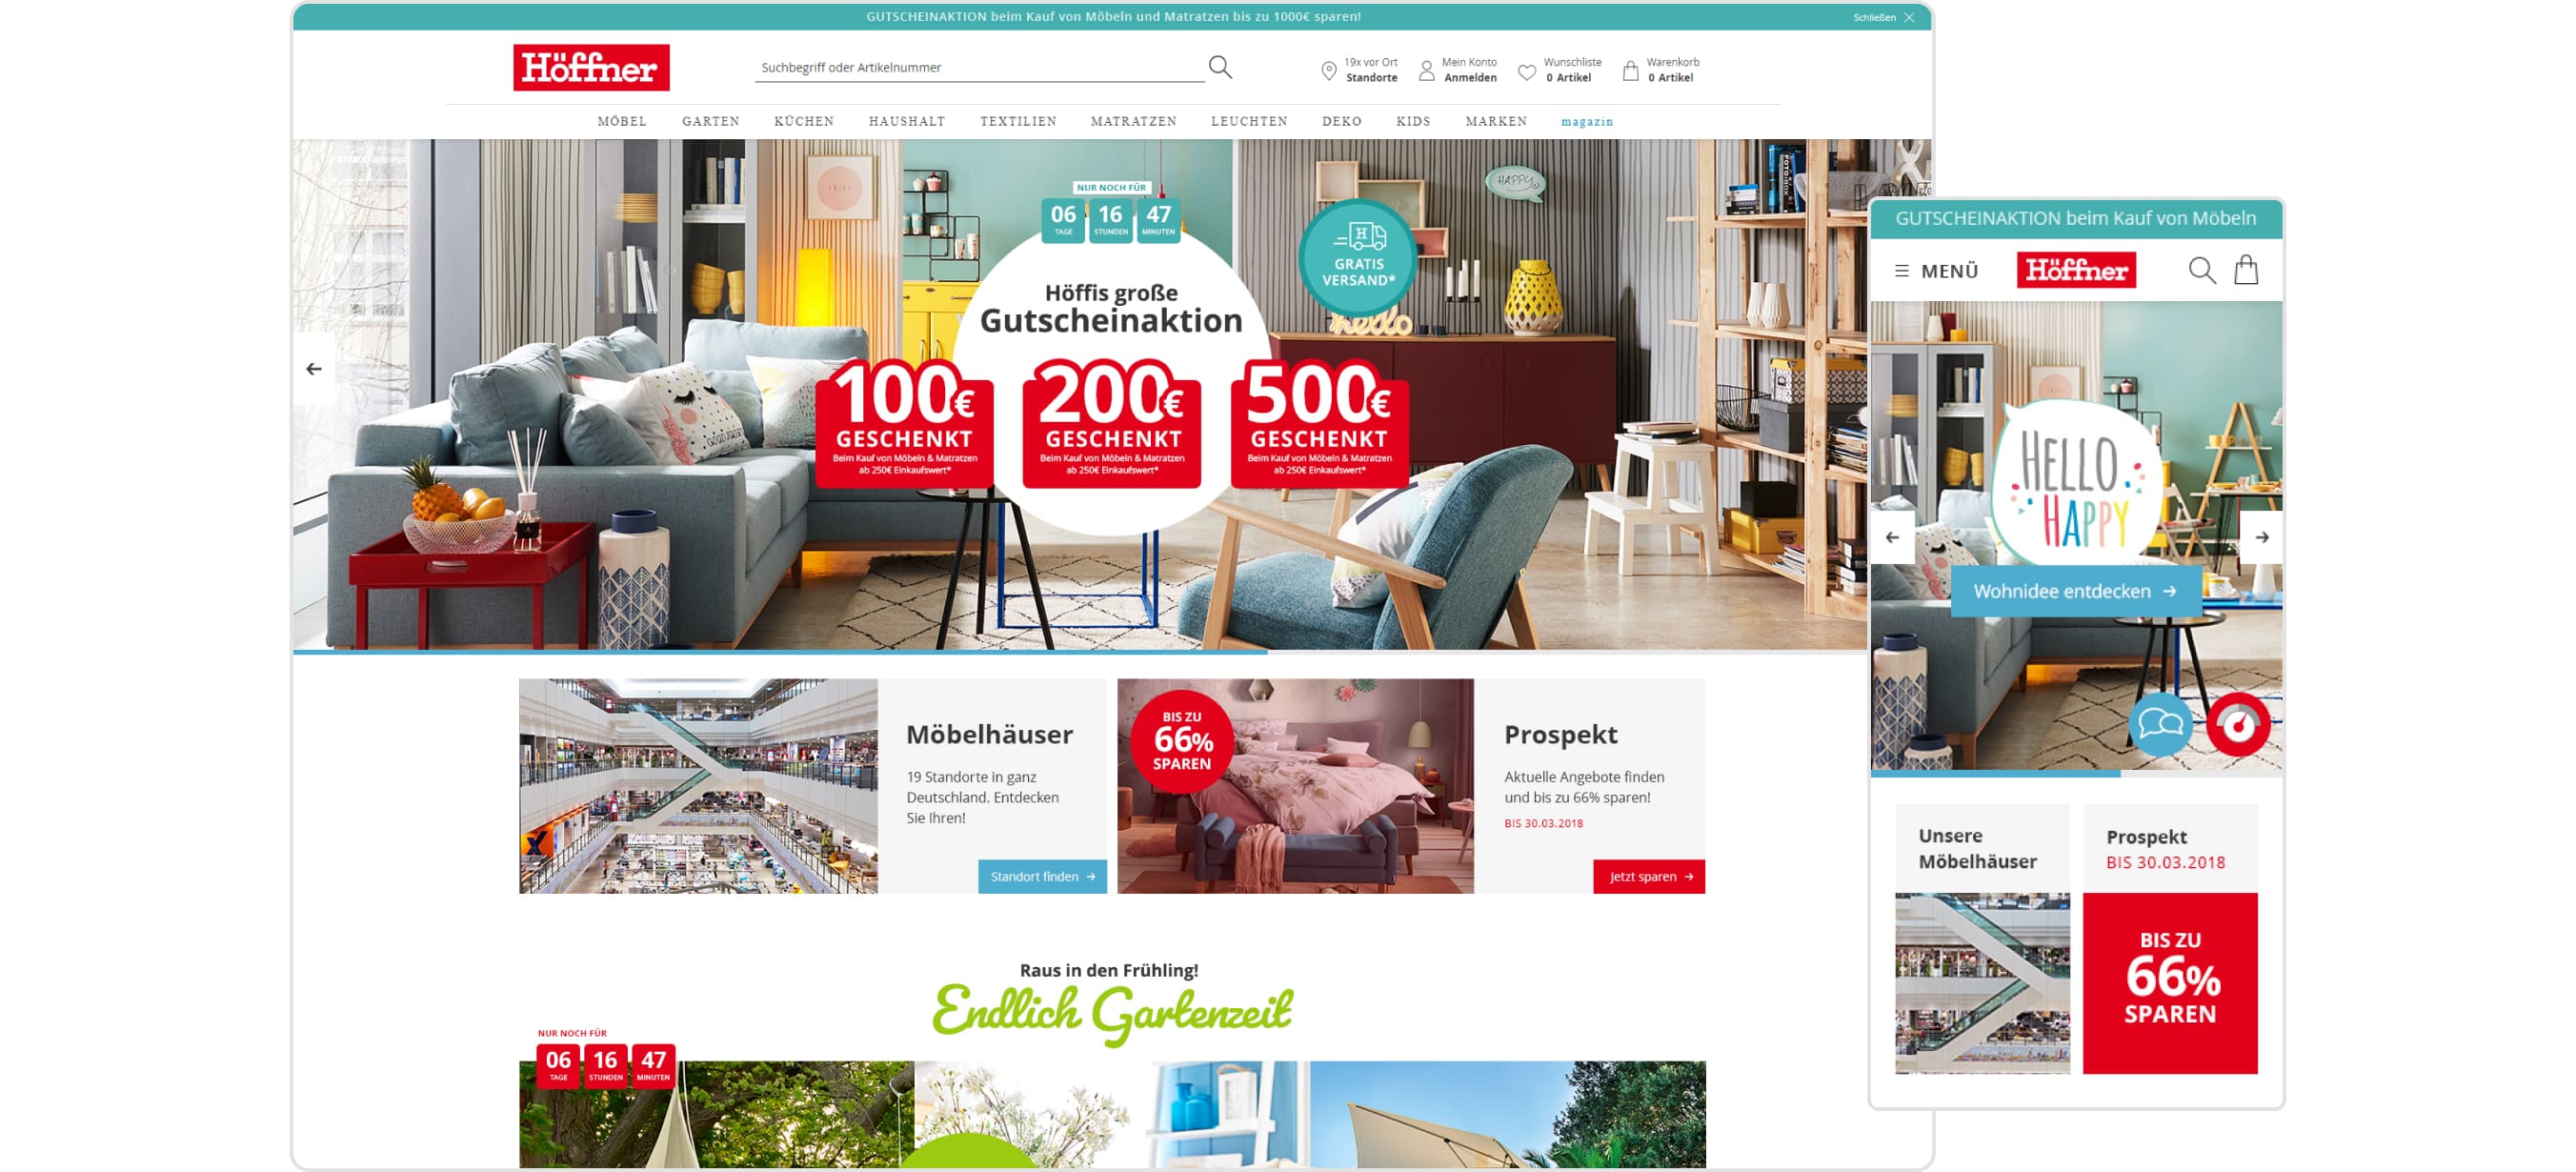 GUTSCHEINAKTION beim Kauf von Möbeln und Matratzen bis zu 1000€ sparen!
Schließen
Höffner
Suchbegriff oder Artikelnummer
19x vor Ort
Standorte
Mein Konto
Anmelden
Wunschliste
0 Artikel
Warenkorb
0 Artikel
MÖBEL GARTEN KÜCHEN HAUSHALT TEXTILIEN MATRATZEN LEUCHTEN DEKO KIDS MARKEN magazin
NUR NOCH FÜR
06 16 47
TAGE STUNDEN MINUTEN
Höffis große
Gutscheinaktion
H
GRATIS
VERSAND*
HAPPY
hello
100€
GESCHENKT
Beim Kauf von Möbeln & Matratzen
ab 250€ Einkaufswert*
200€
GESCHENKT
Beim Kauf von Möbeln & Matratzen
ab 250€ Einkaufswert*
500€
GESCHENKT
Beim Kauf von Möbeln & Matratzen
ab 250€ Einkaufswert*
Möbelhäuser
19 Standorte in ganz
Deutschland. Entdecken
Sie Ihren!
Standort finden
BIS ZU
66%
SPAREN
Prospekt
Aktuelle Angebote finden
und bis zu 66% sparen!
BIS 30.03.2018
Jetzt sparen
Raus in den Frühling!
Endlich Gartenzeit
NUR NOCH FÜR
06 16 47
TAGE STUNDEN MINUTEN
GUTSCHEINAKTION beim Kauf von Möbeln
MENÜ
Höffner
HELLO
HAPPY
Wohnidee entdecken
Unsere
Möbelhäuser
Prospekt
BIS 30.03.2018
BIS ZU
66%
SPAREN